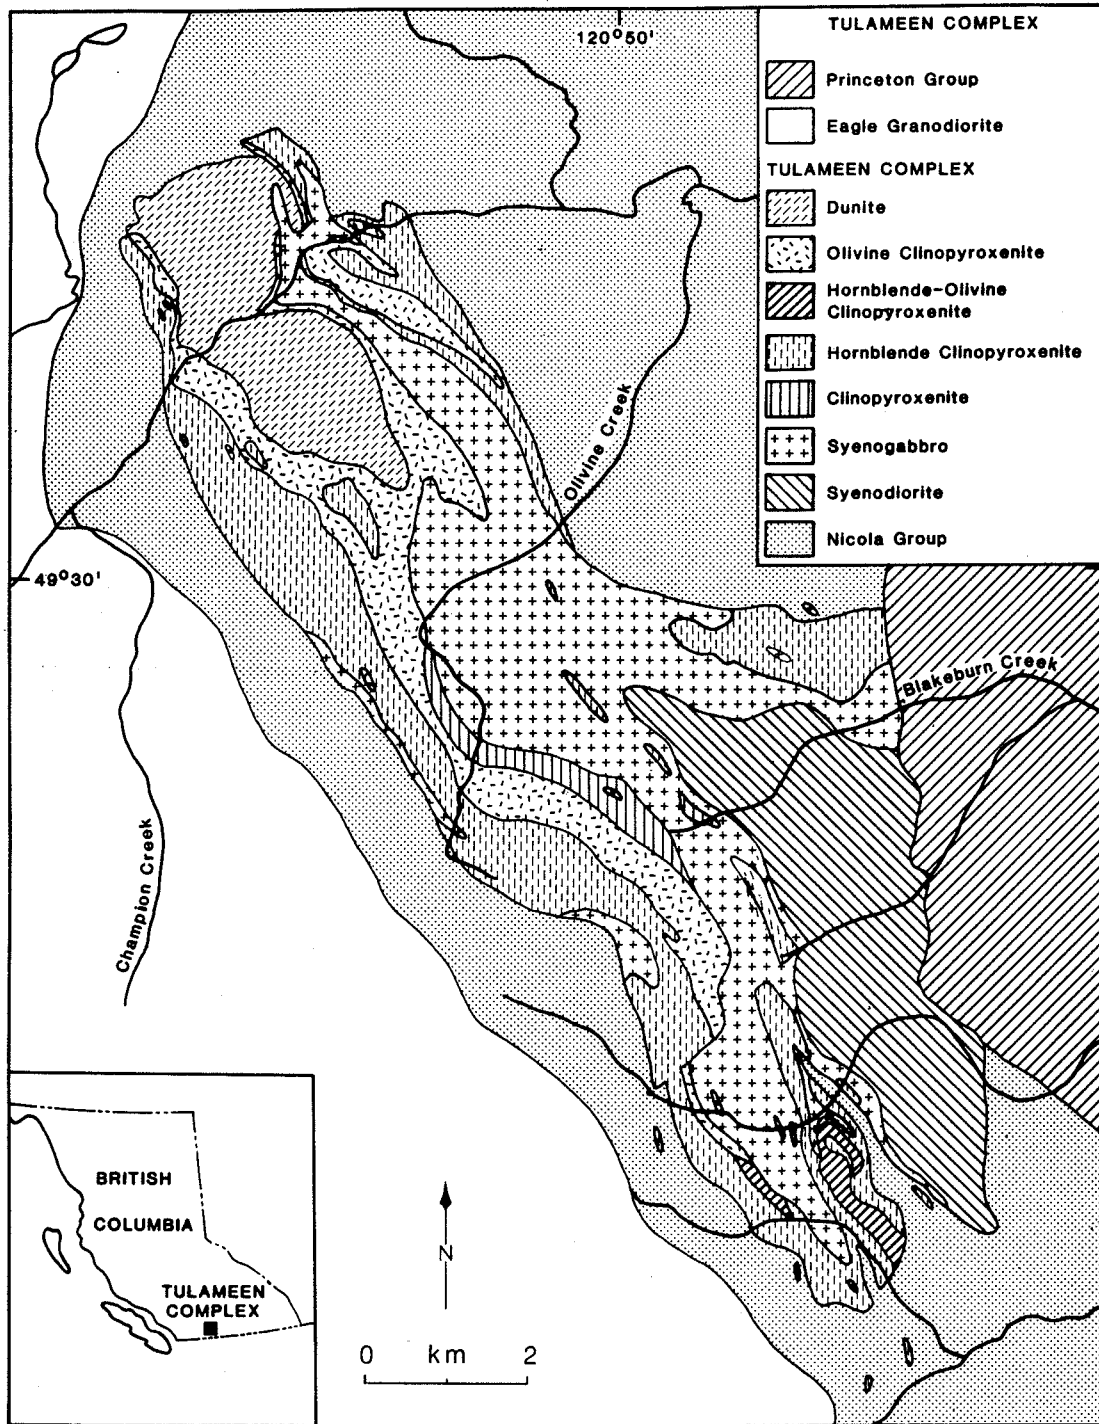 120°50'
TULAMEEN COMPLEX
Princeton Group
Eagle Granodiorite
TULAMEEN COMPLEX
Dunite
Olivine Clinopyroxenite
Hornblende-Olivine
Clinopyroxenite
Hornblende Clinopyroxenite
Clinopyroxenite
Syenogabbro
Syenodiorite
Nicola Group
Olivine Creek
49°30'
Blakeburn Creek
Champion Creek
BRITISH
COLUMBIA
TULAMEEN
COMPLEX
N
0 km 2